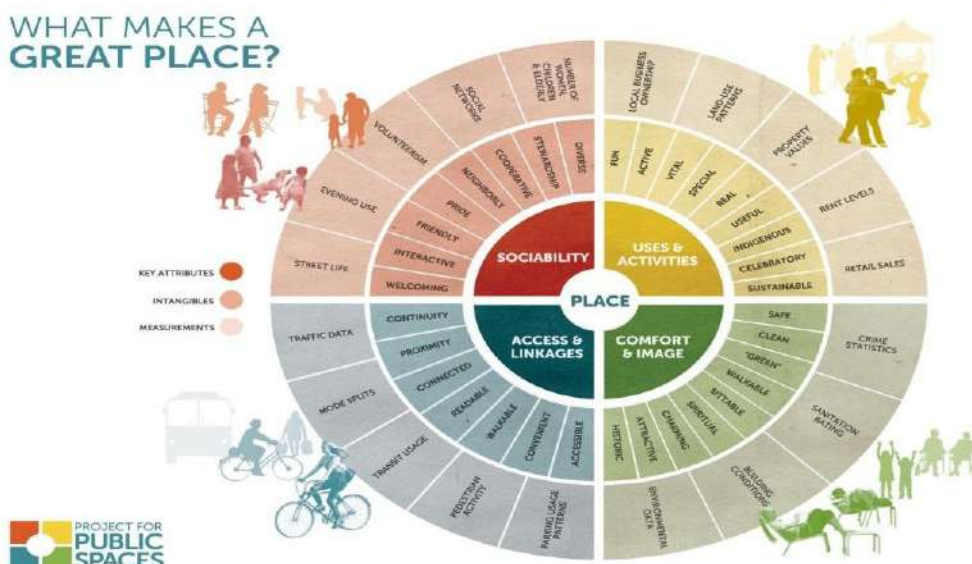 WHAT MAKES A
GREAT PLACE?
KEY ATTRIBUTES
INTANGIBLES
MEASUREMENTS
PLACE
SOCIABILITY
USES &
ACTIVITIES
ACCESS &
LINKAGES
COMFORT
& IMAGE
WELCOMING
INTERACTIVE
FRIENDLY
PRIDE
NEIGHBORLY
COOPERATIVE
STEWARDSHIP
DIVERSE
STREET LIFE
EVENING USE
VOLUNTEERISM
SOCIAL
NETWORKS
NUMBER OF
WOMEN,
CHILDREN
& ELDERLY
FUN
ACTIVE
VITAL
SPECIAL
REAL
USEFUL
INDIGENOUS
CELEBRATORY
SUSTAINABLE
LOCAL BUSINESS
OWNERSHIP
LAND-USE
PATTERNS
PROPERTY
VALUES
RENT LEVELS
RETAIL SALES
CONTINUITY
PROXIMITY
CONNECTED
READABLE
WALKABLE
CONVENIENT
ACCESSIBLE
TRAFFIC DATA
MODE SPLITS
TRANSIT USAGE
PEDESTRIAN
ACTIVITY
PARKING USAGE
PATTERNS
SAFE
CLEAN
"GREEN"
WALKABLE
SITTABLE
SPIRITUAL
CHARMING
ATTRACTIVE
HISTORIC
CRIME
STATISTICS
SANITATION
RATING
BUILDING
CONDITIONS
ENVIRONMENTAL
DATA
PROJECT FOR
PUBLIC
SPACES